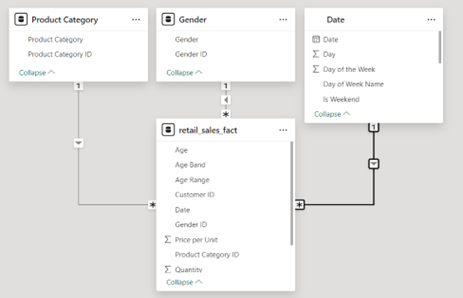 Product Category
Product Category
Product Category ID
Collapse
Gender
Gender
Gender ID
Collapse
Date
Date
Day
Day of the Week
Day of Week Name
Is Weekend
Collapse
1
1
1
*
*
*
retail_sales_fact
Age
Age Band
Age Range
Customer ID
Date
Gender ID
Price per Unit
Product Category ID
Quantity
Collapse